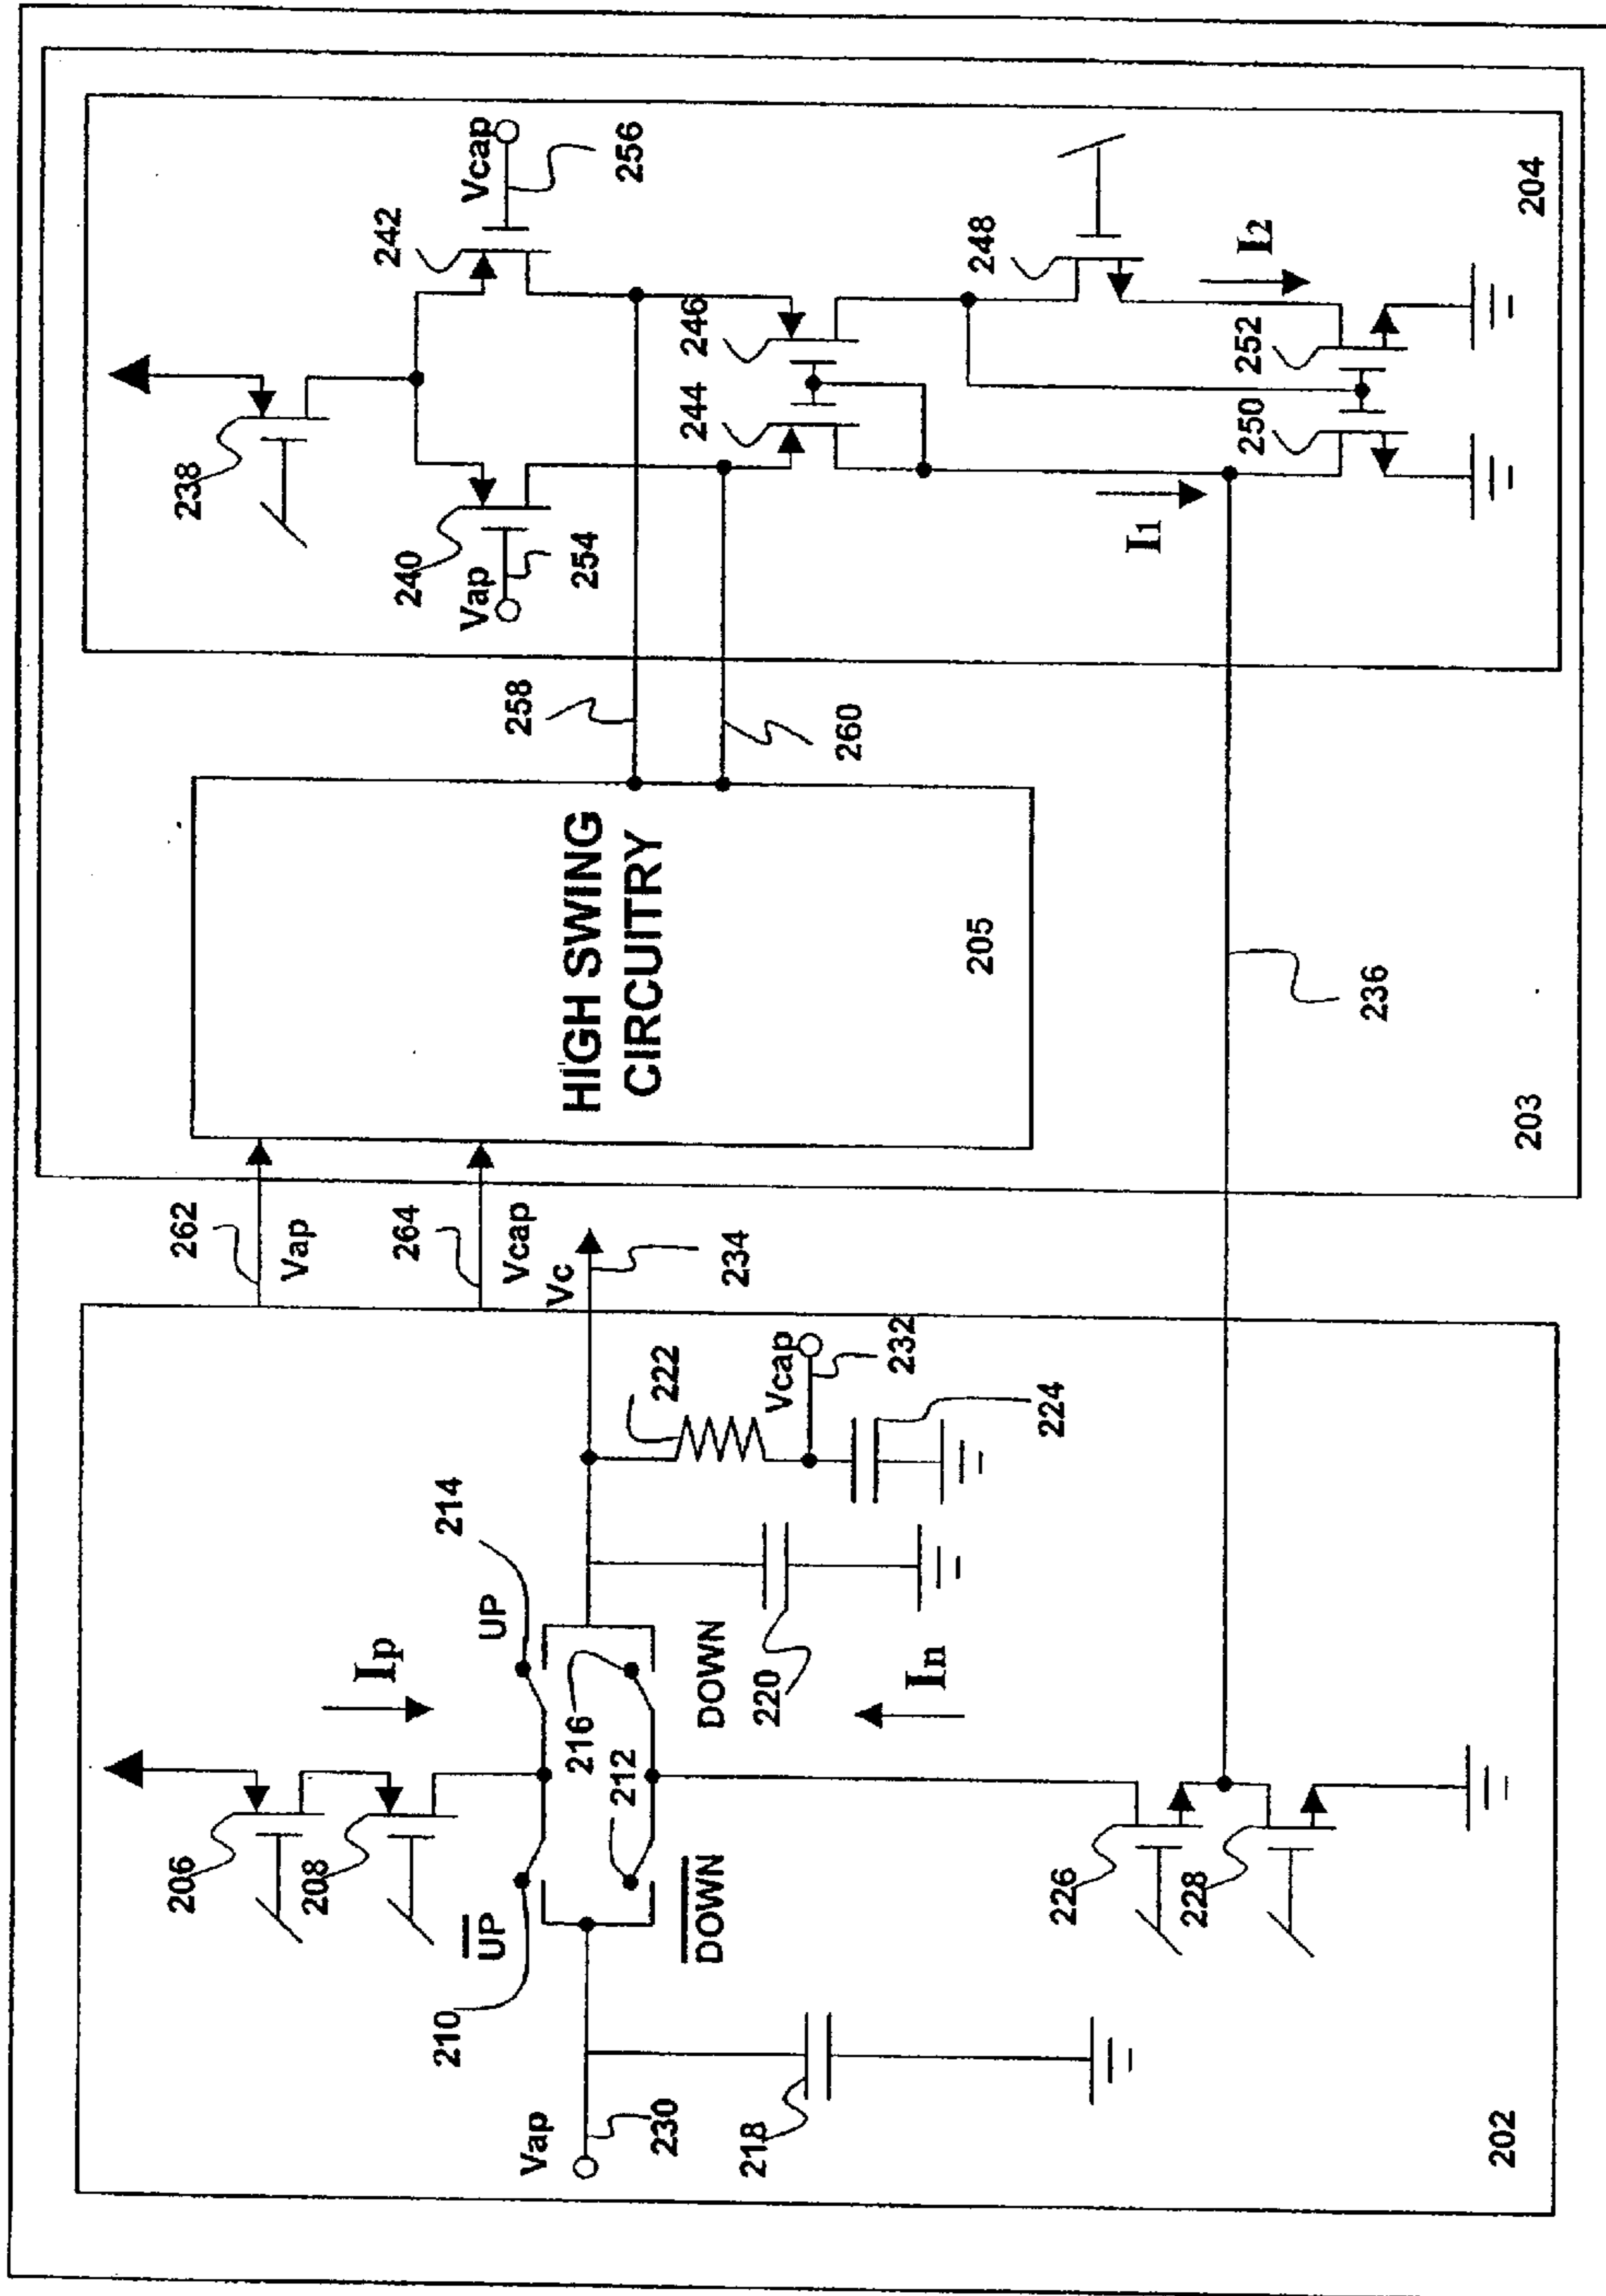 Ip
206
208
UP
210
UP
214
216
212
DOWN
DOWN
220
In
Vap
230
218
222
Vcap
232
224
226
228
202
262
Vap
264
Vcap
Vc
234
HIGH SWING
CIRCUITRY
205
258
260
236
203
238
240
Vap
254
242
Vcap
256
244
246
248
I1
I2
250
252
204